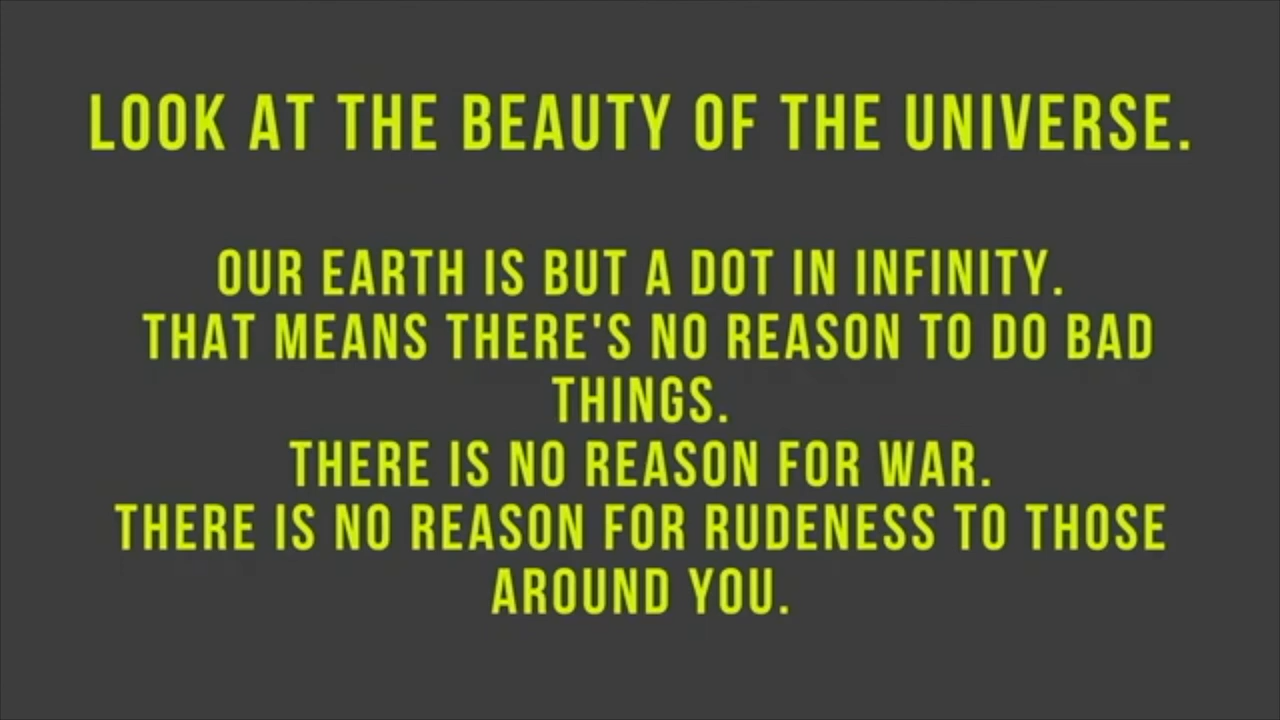 LOOK AT THE BEAUTY OF THE UNIVERSE.
OUR EARTH IS BUT A DOT IN INFINITY.
THAT MEANS THERE'S NO REASON TO DO BAD
THINGS.
THERE IS NO REASON FOR WAR.
THERE IS NO REASON FOR RUDENESS TO THOSE
AROUND YOU.